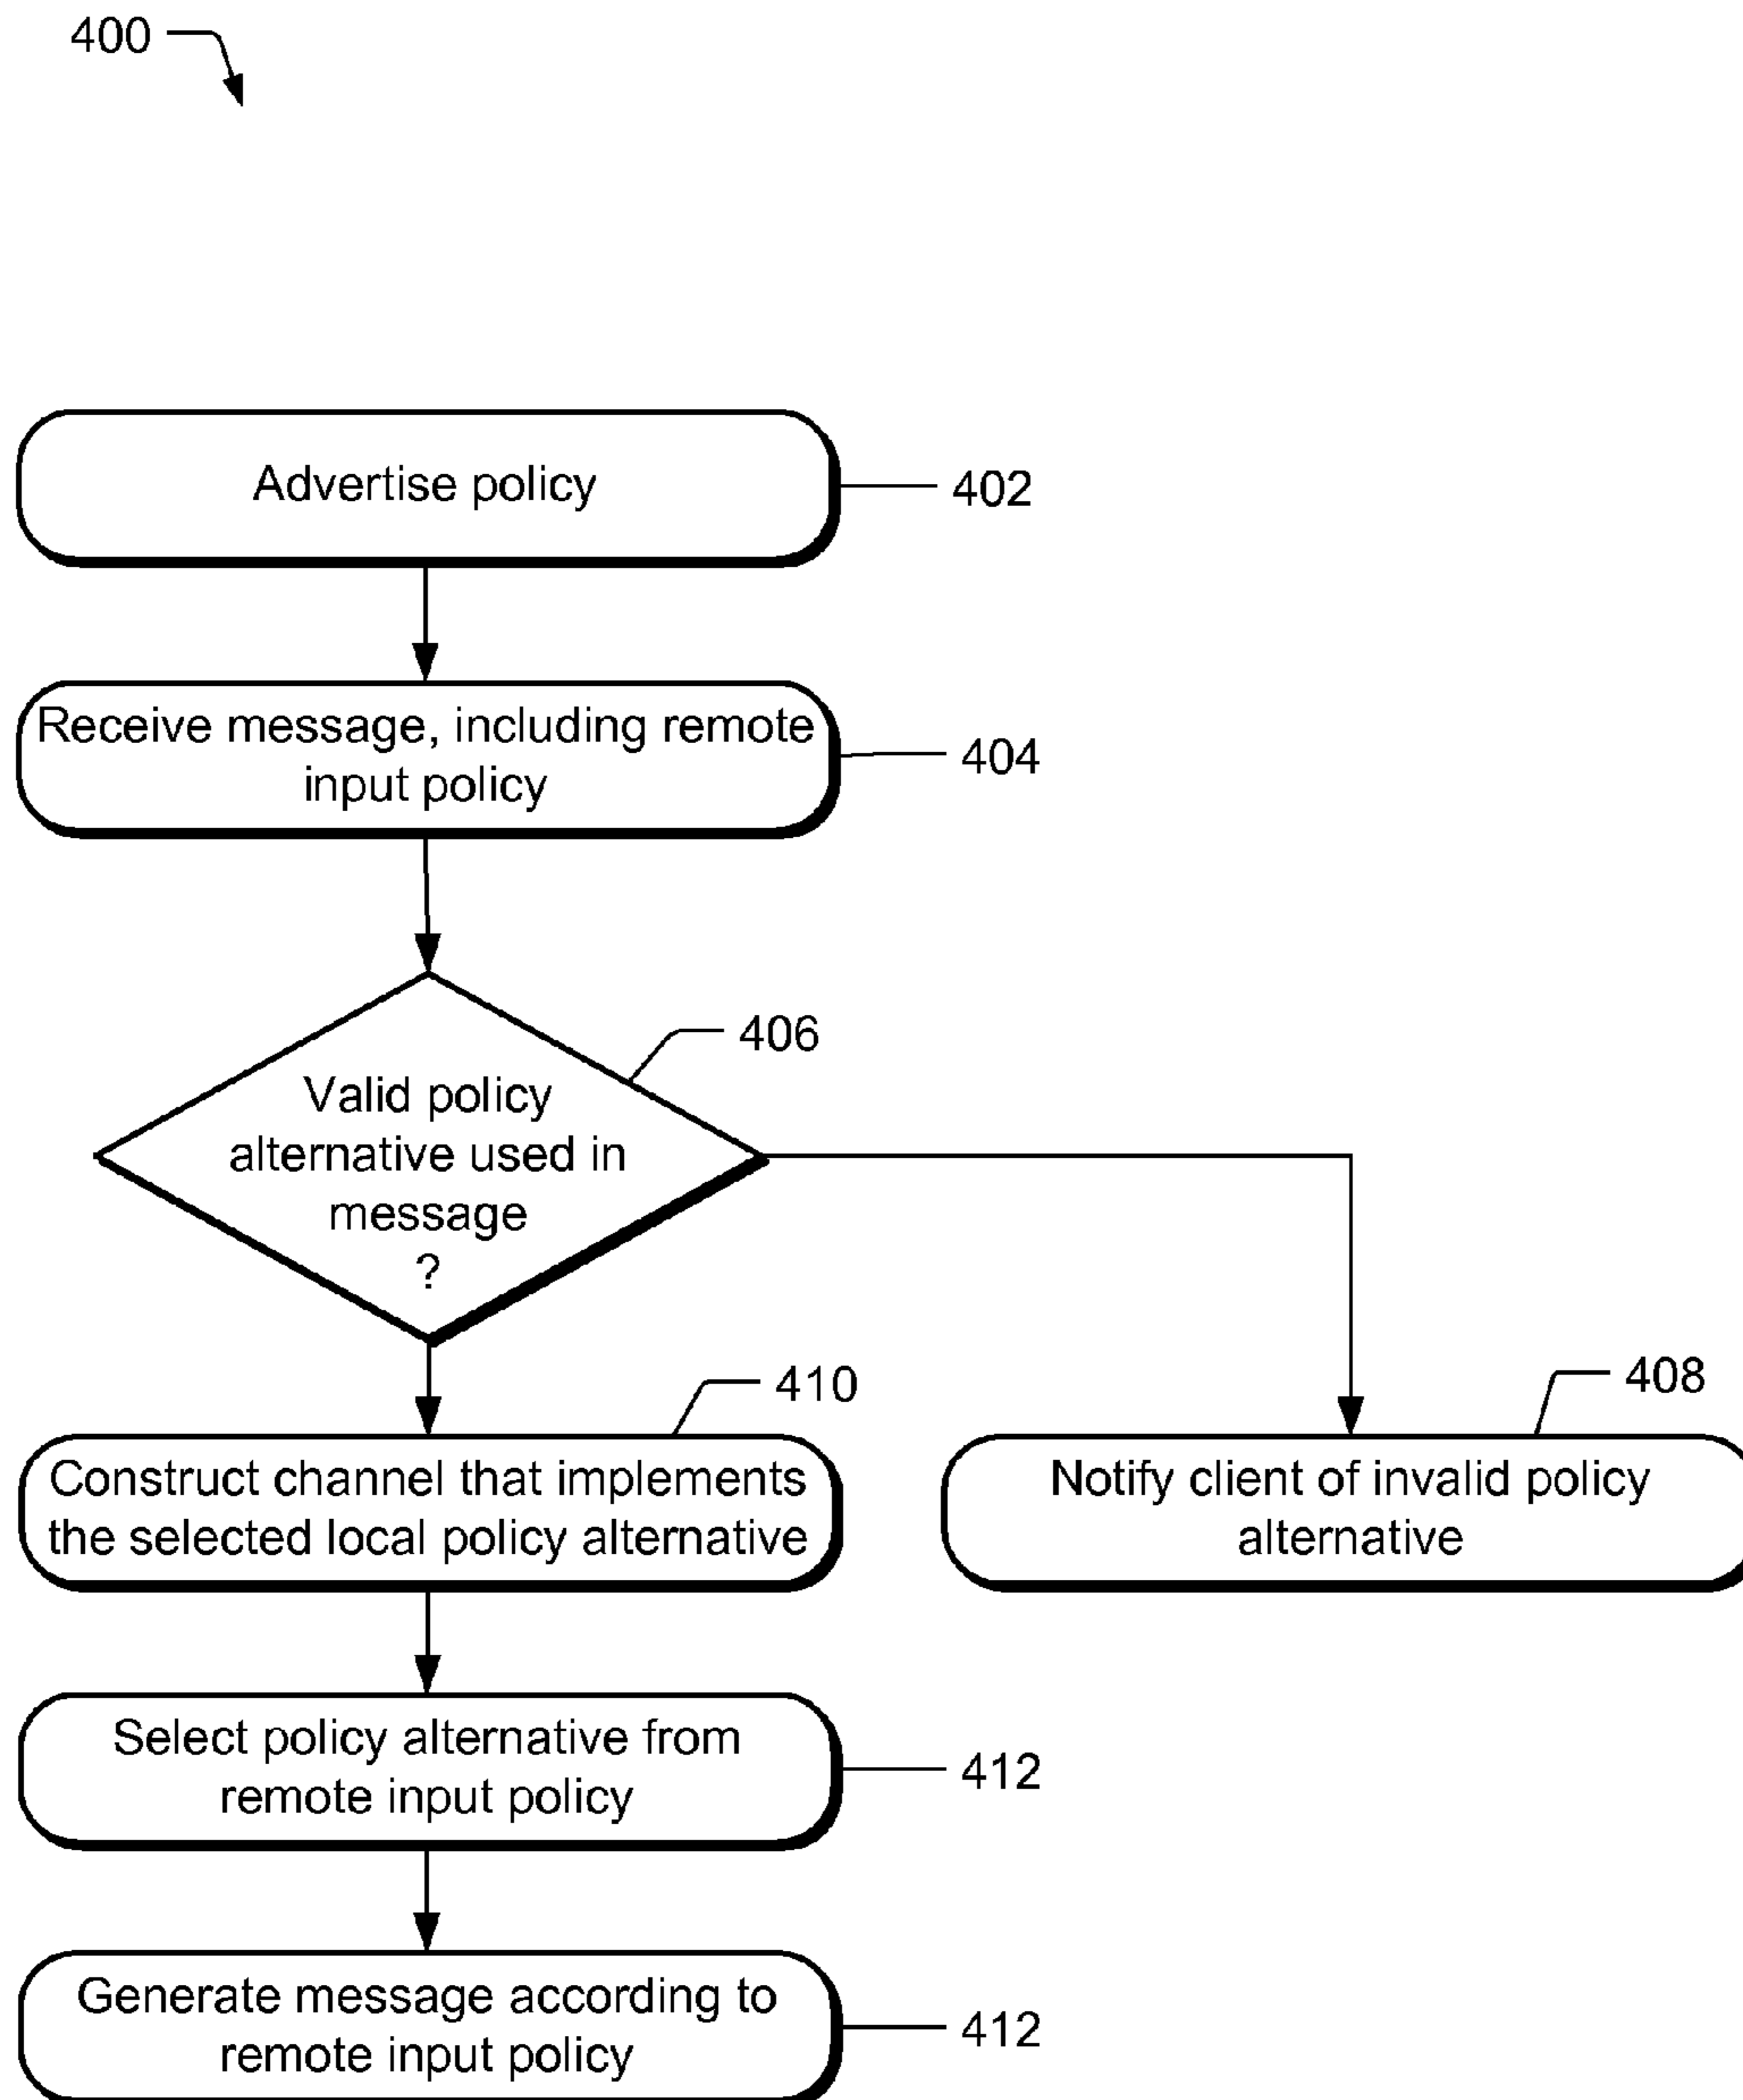 400
Advertise policy
402
Receive message, including remote
input policy
404
406
Valid policy
alternative used in
message
?
410
Construct channel that implements
the selected local policy alternative
408
Notify client of invalid policy
alternative
Select policy alternative from
remote input policy
412
Generate message according to
remote input policy
412